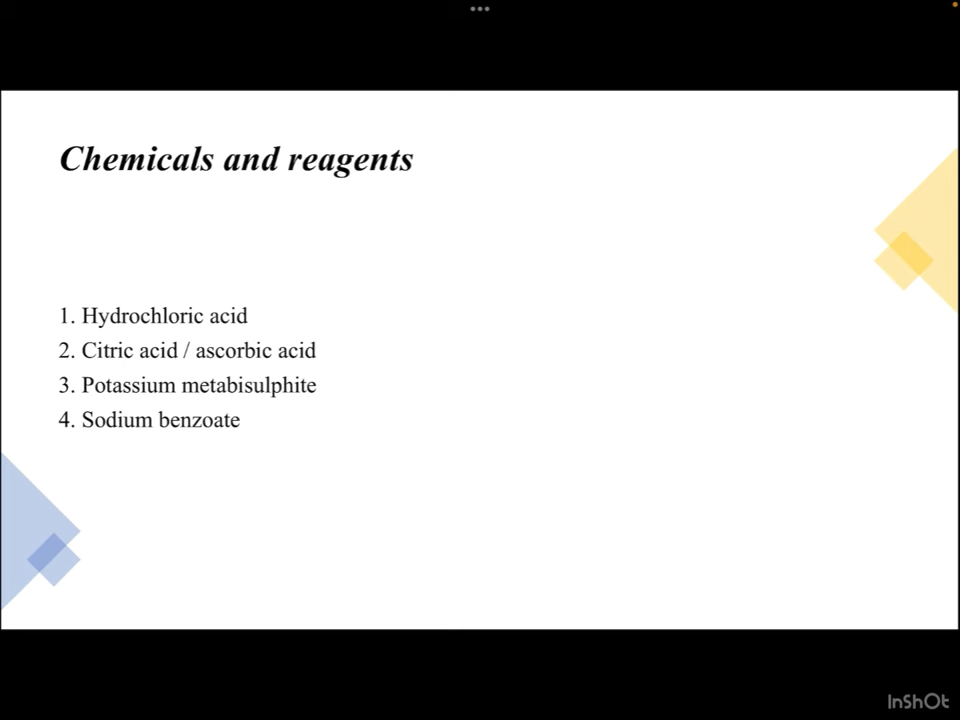 Chemicals and reagents
1. Hydrochloric acid
2. Citric acid / ascorbic acid
3. Potassium metabisulphite
4. Sodium benzoate
InShOt